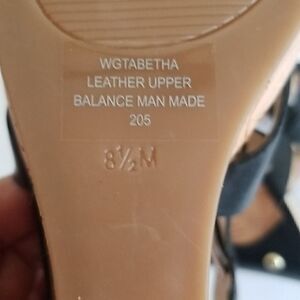 WGTABETHA
LEATHER UPPER
BALANCE MAN MADE
205
8½M